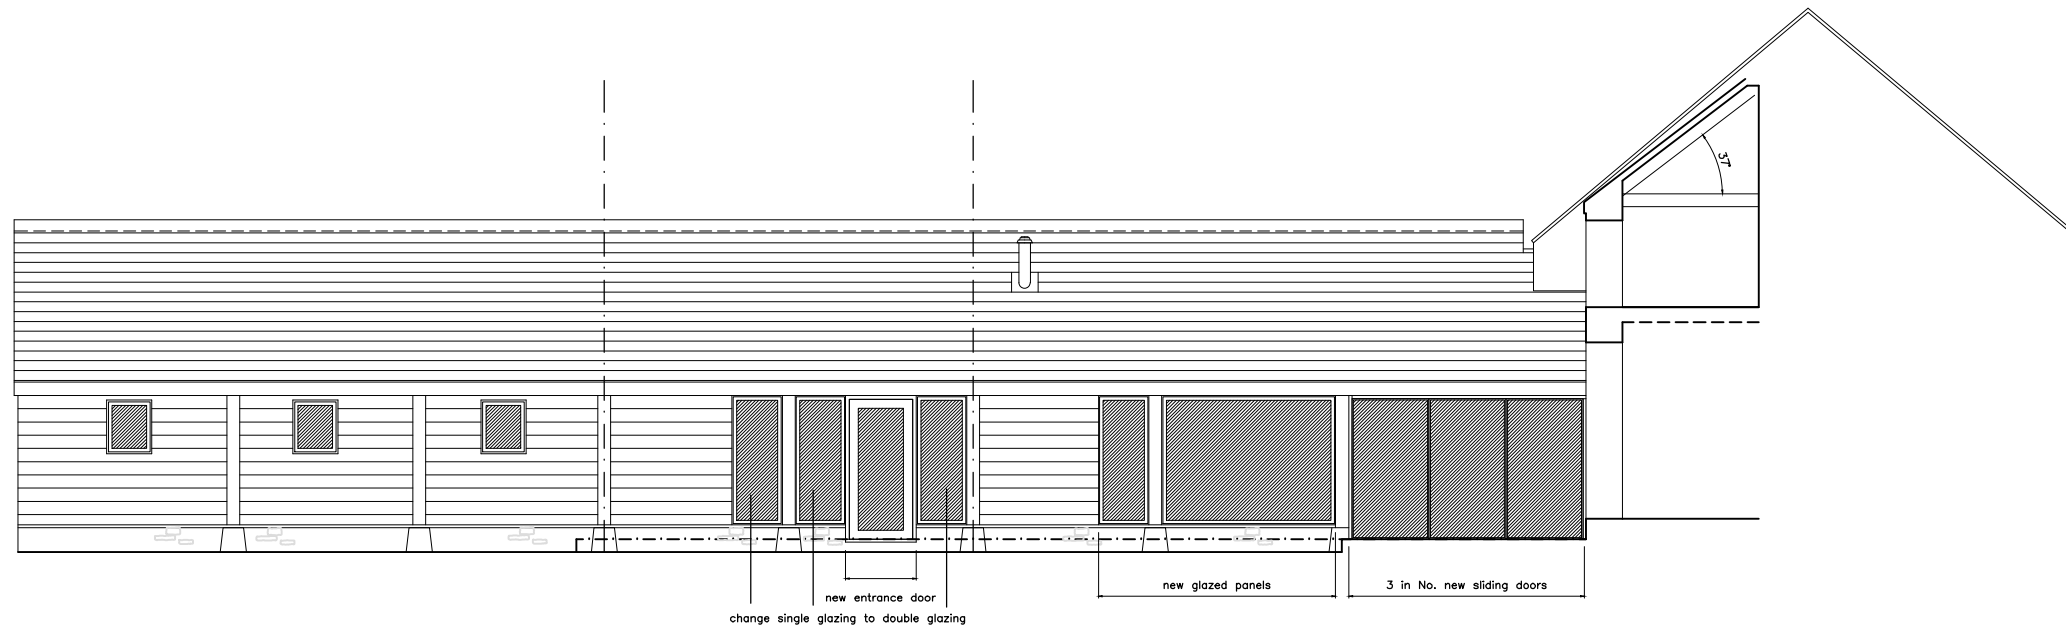 37°
new glazed panels
3 in No. new sliding doors
new entrance door
change single glazing to double glazing